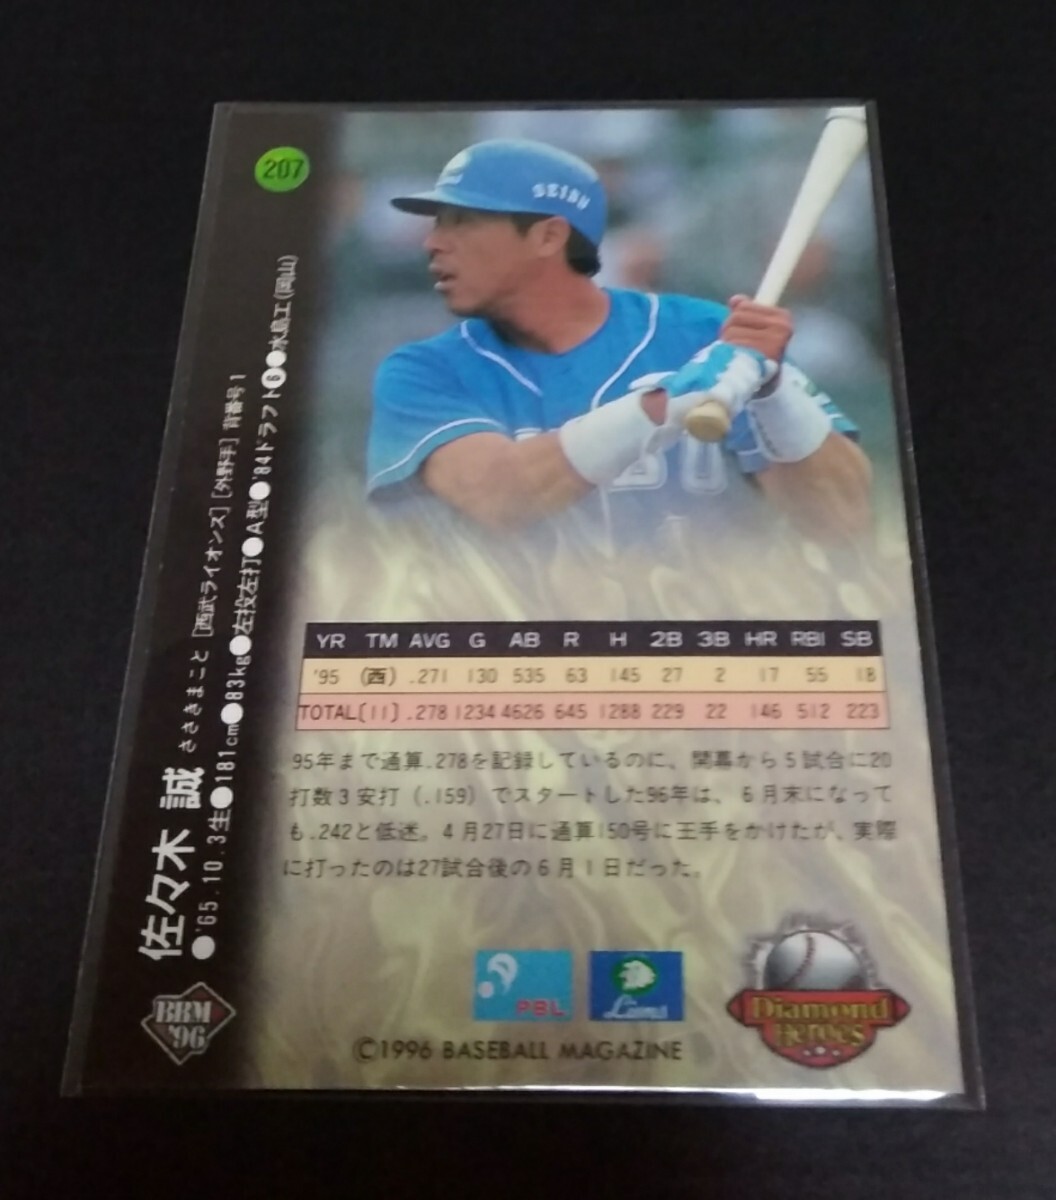 207
佐々木 誠 ささきまこと [西武ライオンズ] [外野手] 背番号 1
●'65.10.3生●181cm●83kg●左投左打●A型●'84ドラフト❻●水島工(岡山)
SEIBU
YR TM AVG G AB R H 2B 3B HR RBI SB
'95 (西) .271 130 535 63 145 27 2 17 55 18
TOTAL(11) .278 1234 4626 645 1288 229 22 146 512 223
95年まで通算.278を記録しているのに、開幕から5試合に20
打数3安打(.159)でスタートした96年は、6月末になって
も.242と低迷。4月27日に通算150号に王手をかけたが、実際
に打ったのは27試合後の6月1日だった。
BBM
'96
PBL
Lions
Diamond
Heroes
©1996 BASEBALL MAGAZINE